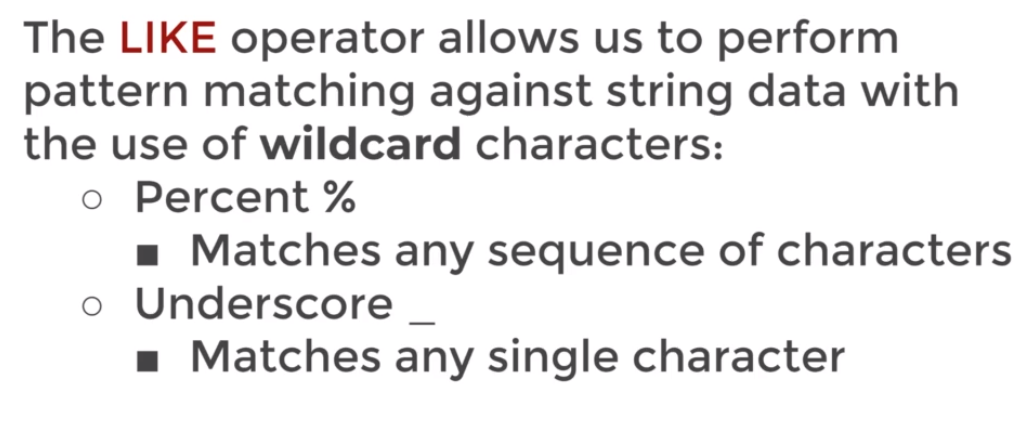 The LIKE operator allows us to perform
pattern matching against string data with
the use of wildcard characters:
○ Percent %
■ Matches any sequence of characters
○ Underscore _
■ Matches any single character